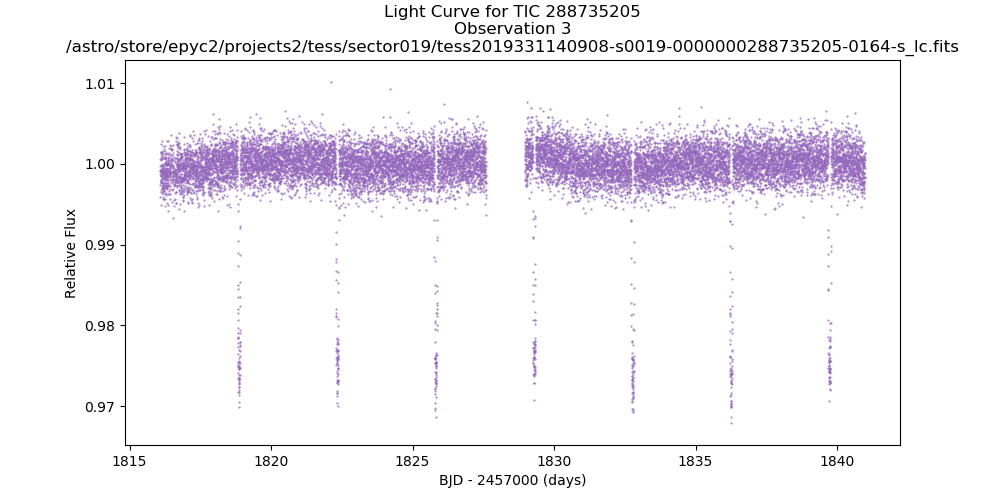 Light Curve for TIC 288735205
Observation 3
/astro/store/epyc2/projects2/tess/sector019/tess2019331140908-s0019-0000000288735205-0164-s_lc.fits
1.01
1.00
0.99
0.98
0.97
Relative Flux
1815
1820
1825
1830
1835
1840
BJD - 2457000 (days)